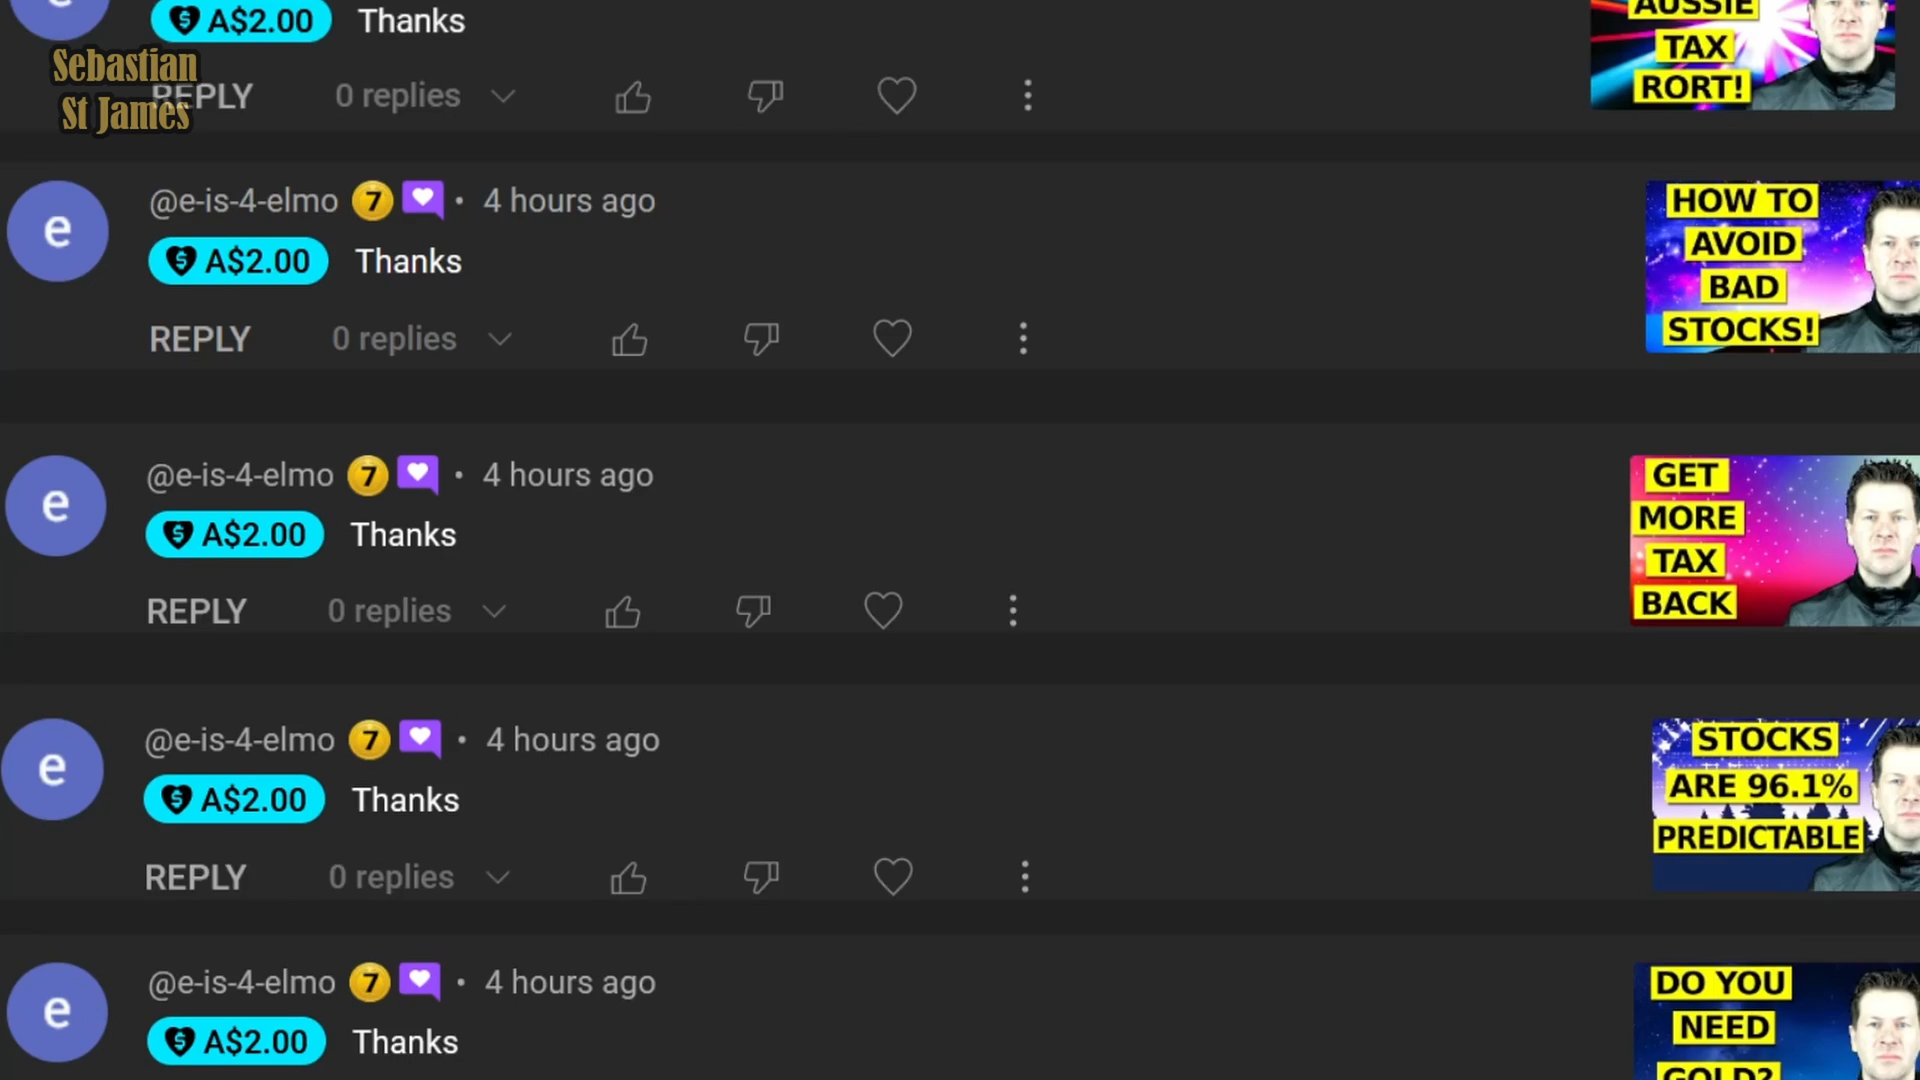 e
A$2.00 Thanks
AUSSIE
TAX
RORT!
Sebastian
St James
REPLY 0 replies
e
@e-is-4-elmo 7 • 4 hours ago
A$2.00 Thanks
REPLY 0 replies
HOW TO
AVOID
BAD
STOCKS!
e
@e-is-4-elmo 7 • 4 hours ago
A$2.00 Thanks
REPLY 0 replies
GET
MORE
TAX
BACK
e
@e-is-4-elmo 7 • 4 hours ago
A$2.00 Thanks
REPLY 0 replies
STOCKS
ARE 96.1%
PREDICTABLE
e
@e-is-4-elmo 7 • 4 hours ago
A$2.00 Thanks
DO YOU
NEED
GOLD?